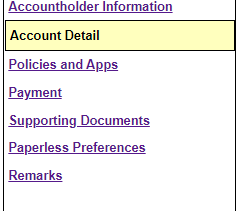 Accountholder Information
Account Detail
Policies and Apps
Payment
Supporting Documents
Paperless Preferences
Remarks